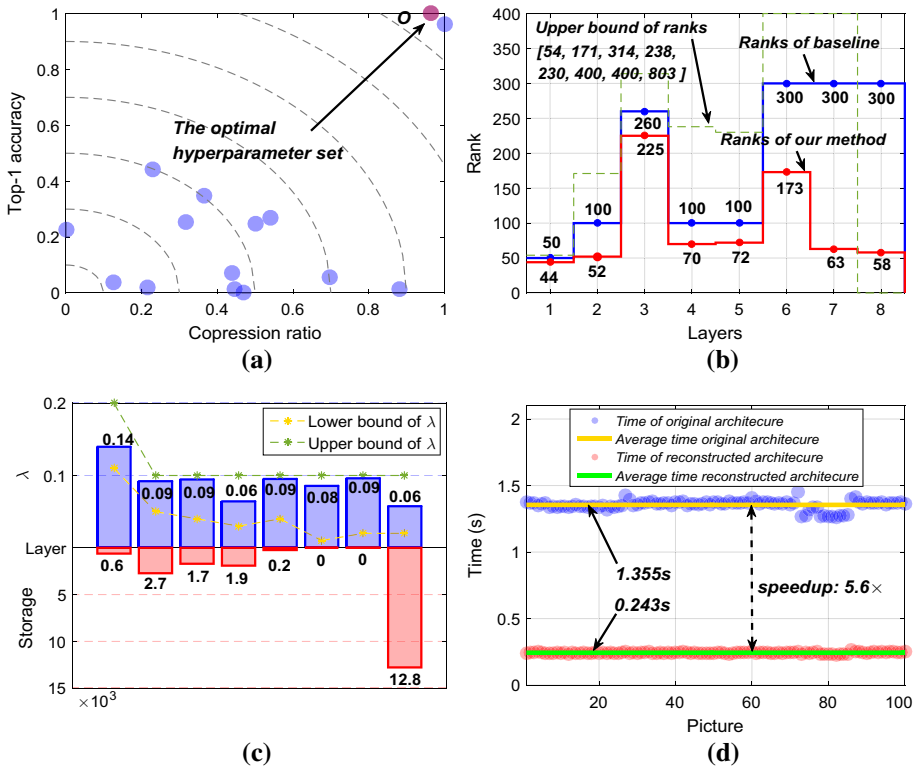 1
0.8
0.6
0.4
0.2
0
Top-1 accuracy
O
The optimal
hyperparameter set
0
0.2
0.4
0.6
0.8
1
Copression ratio
(a)
400
350
300
250
200
150
100
50
0
Rank
Upper bound of ranks
[54, 171, 314, 238,
230, 400, 400, 803 ]
Ranks of baseline
Ranks of our method
50
100
260
100
100
300
300
300
44
52
225
70
72
173
63
58
1
2
3
4
5
6
7
8
Layers
(b)
0.2
0.1
λ
Layer
5
10
15
Storage
×10³
Lower bound of λ
Upper bound of λ
0.14
0.09
0.09
0.06
0.09
0.08
0.09
0.06
0.6
2.7
1.7
1.9
0.2
0
0
12.8
(c)
2
1.5
1
0.5
0
Time (s)
Time of original architecure
Average time original architecure
Time of reconstructed architecure
Average time reconstructed architecure
1.355s
0.243s
speedup: 5.6×
20
40
60
80
100
Picture
(d)